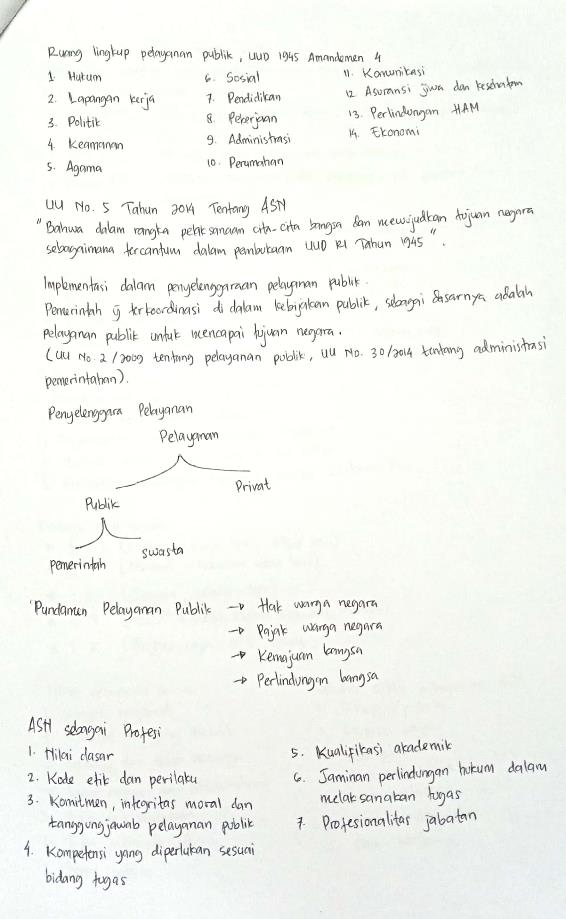 Ruang lingkup pelayanan publik, UUD 1945 Amandemen 4
1. Hukum
2. Lapangan kerja
3. Politik
4. Keamanan
5. Agama
6. Sosial
7. Pendidikan
8. Pekerjaan
9. Administrasi
10. Perumahan
11. Komunikasi
12. Asuransi jiwa dan kesehatan
13. Perlindungan HAM
14. Ekonomi
UU No. 5 Tahun 2014 Tentang ASN
"Bahwa dalam rangka pelaksanaan cita-cita bangsa dan mewujudkan tujuan negara
sebagaimana tercantum dalam pembukaan UUD RI Tahun 1945".
Implementasi dalam penyelenggaraan pelayanan publik.
Pemerintah yg terkoordinasi di dalam kebijakan publik, sebagai dasarnya adalah
pelayanan publik untuk mencapai tujuan negara.
(UU No. 2/2009 tentang pelayanan publik, UU No. 30/2014 tentang administrasi
pemerintahan).
Penyelenggara Pelayanan
Pelayanan
Publik
Privat
pemerintah
swasta
Pundamen Pelayanan Publik → Hak warga negara
→ Pajak warga negara
→ Kemajuan bangsa
→ Perlindungan bangsa
ASN sebagai Profesi
1. Nilai dasar
2. Kode etik dan perilaku
3. Komitmen, integritas moral dan
tanggungjawab pelayanan publik
4. Kompetensi yang diperlukan sesuai
bidang tugas
5. Kualifikasi akademik
6. Jaminan perlindungan hukum dalam
melaksanakan tugas
7. Profesionalitas jabatan